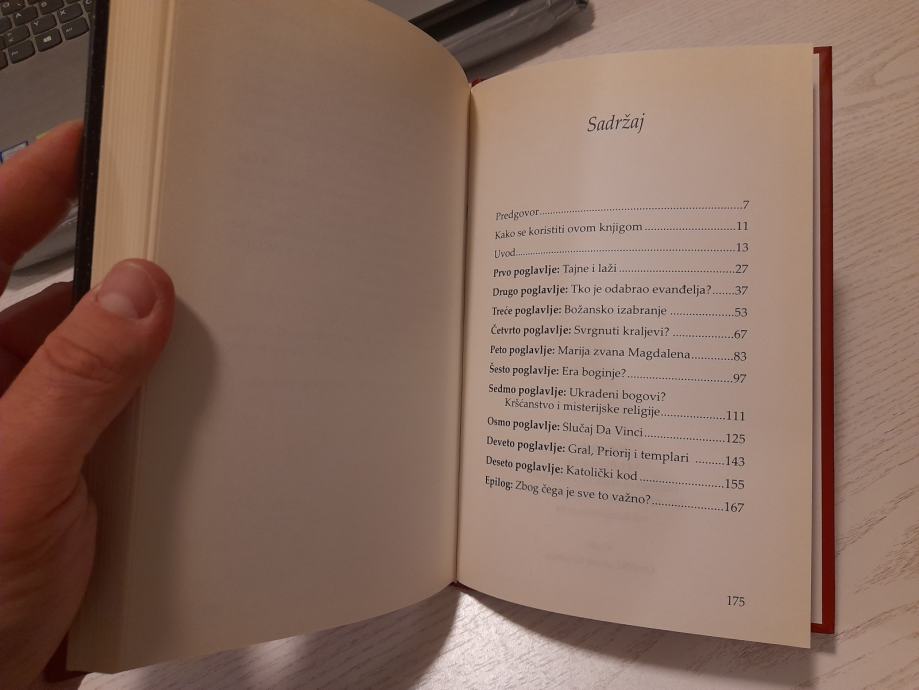 Sadržaj
Predgovor..........................................................7
Kako se koristiti ovom knjigom..........................11
Uvod..............................................................13
Prvo poglavlje: Tajne i laži..............................27
Drugo poglavlje: Tko je odabrao evanđelja?.......37
Treće poglavlje: Božansko izabranje....................53
Četvrto poglavlje: Svrgnuti kraljevi?...................67
Peto poglavlje: Marija zvana Magdalena...........83
Šesto poglavlje: Era boginje?..............................97
Sedmo poglavlje: Ukradeni bogovi?
Kršćanstvo i misterijske religije.....................111
Osmo poglavlje: Slučaj Da Vinci.....................125
Deveto poglavlje: Gral, Priorij i templari ........143
Deseto poglavlje: Katolički kod......................155
Epilog: Zbog čega je sve to važno?...................167
175